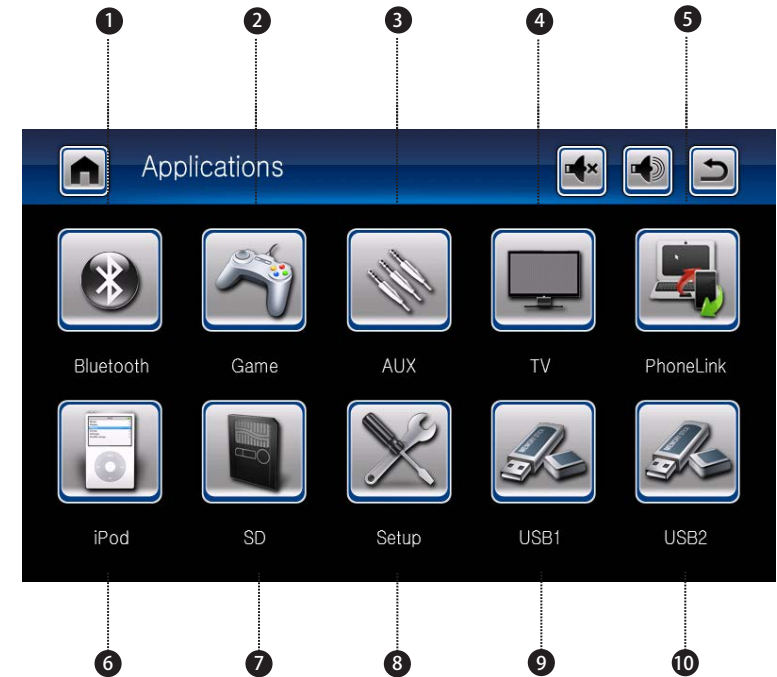 1 2 3 4 5
Applications
Bluetooth Game AUX TV PhoneLink
iPod SD Setup USB1 USB2
6 7 8 9 10